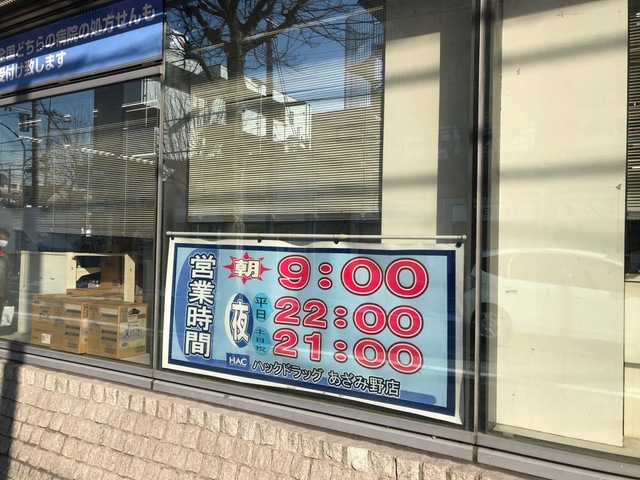 全国どちらの病院の処方せんも
受付け致します
営業時間
朝 9:00
夜 平日 22:00
土日祝 21:00
HAC ハックドラッグ あざみ野店